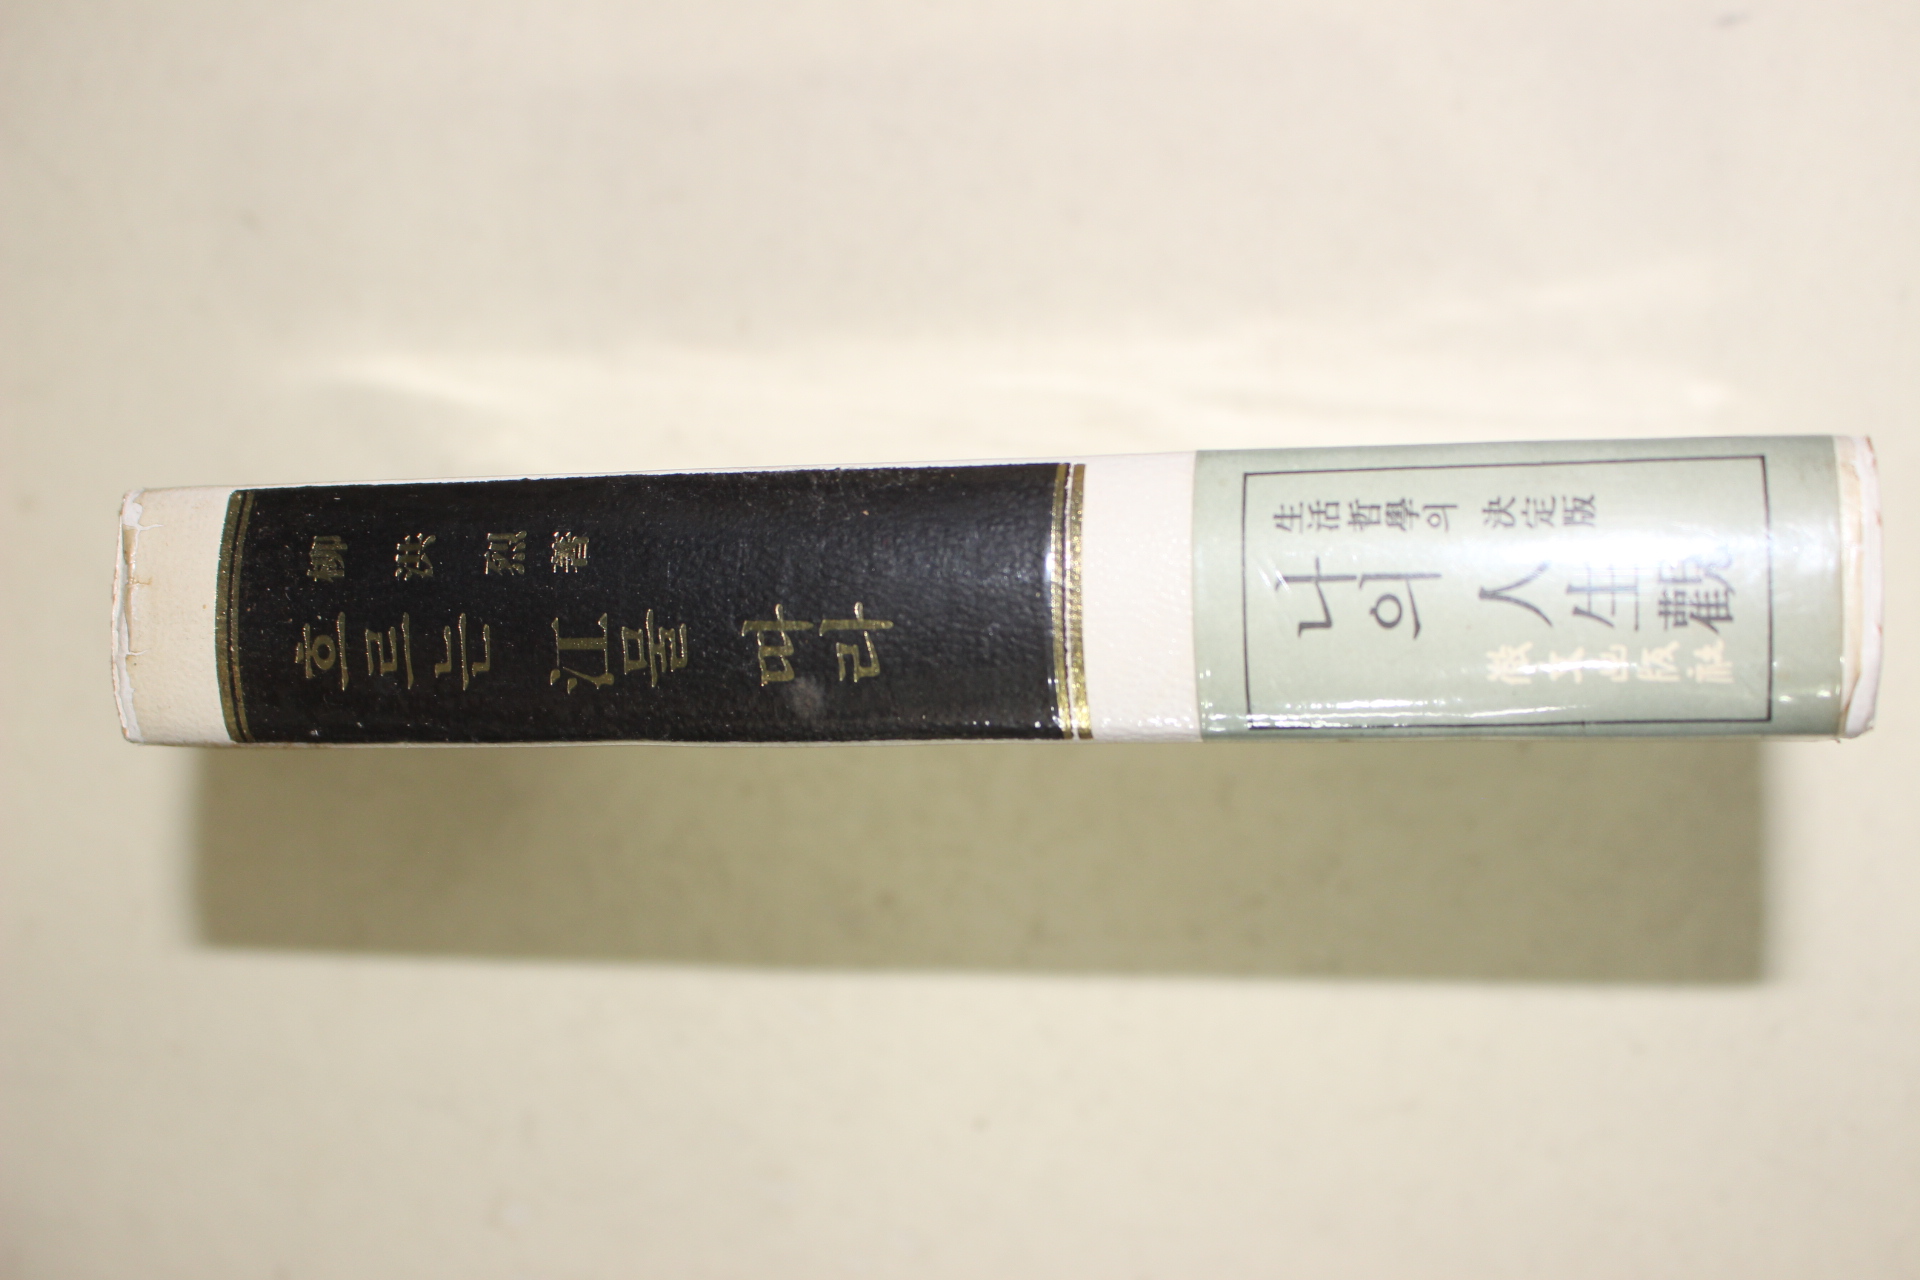 柳洪烈 著
흐르는 江물 따라
生活哲學의 決定版
나의 人生觀
徽文出版社